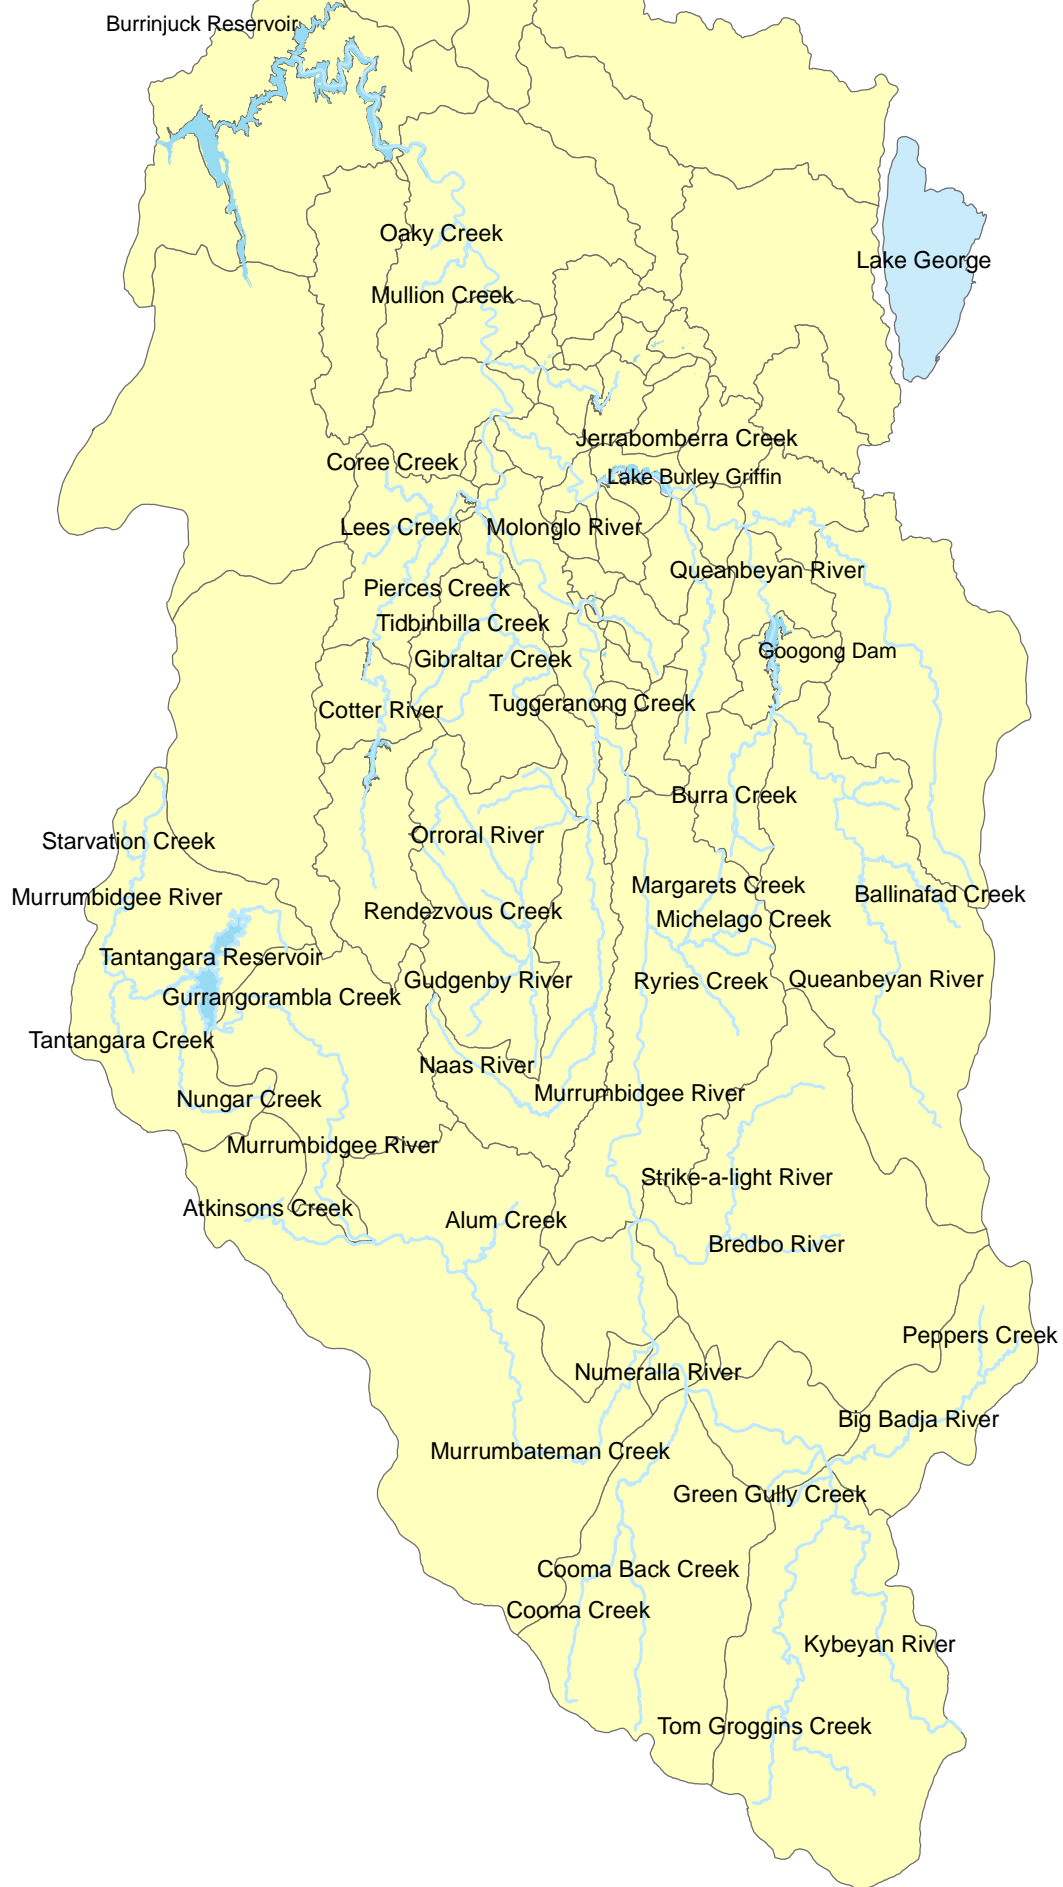 Burrinjuck Reservoir
Oaky Creek
Lake George
Mullion Creek
Jerrabomberra Creek
Coree Creek
Lake Burley Griffin
Lees Creek
Molonglo River
Queanbeyan River
Pierces Creek
Tidbinbilla Creek
Googong Dam
Gibraltar Creek
Tuggeranong Creek
Cotter River
Burra Creek
Orroral River
Starvation Creek
Margarets Creek
Ballinafad Creek
Murrumbidgee River
Rendezvous Creek
Michelago Creek
Tantangara Reservoir
Gudgenby River
Ryries Creek
Queanbeyan River
Gurrangorambla Creek
Tantangara Creek
Naas River
Murrumbidgee River
Nungar Creek
Murrumbidgee River
Strike-a-light River
Atkinsons Creek
Alum Creek
Bredbo River
Peppers Creek
Numeralla River
Big Badja River
Murrumbateman Creek
Green Gully Creek
Cooma Back Creek
Cooma Creek
Kybeyan River
Tom Groggins Creek